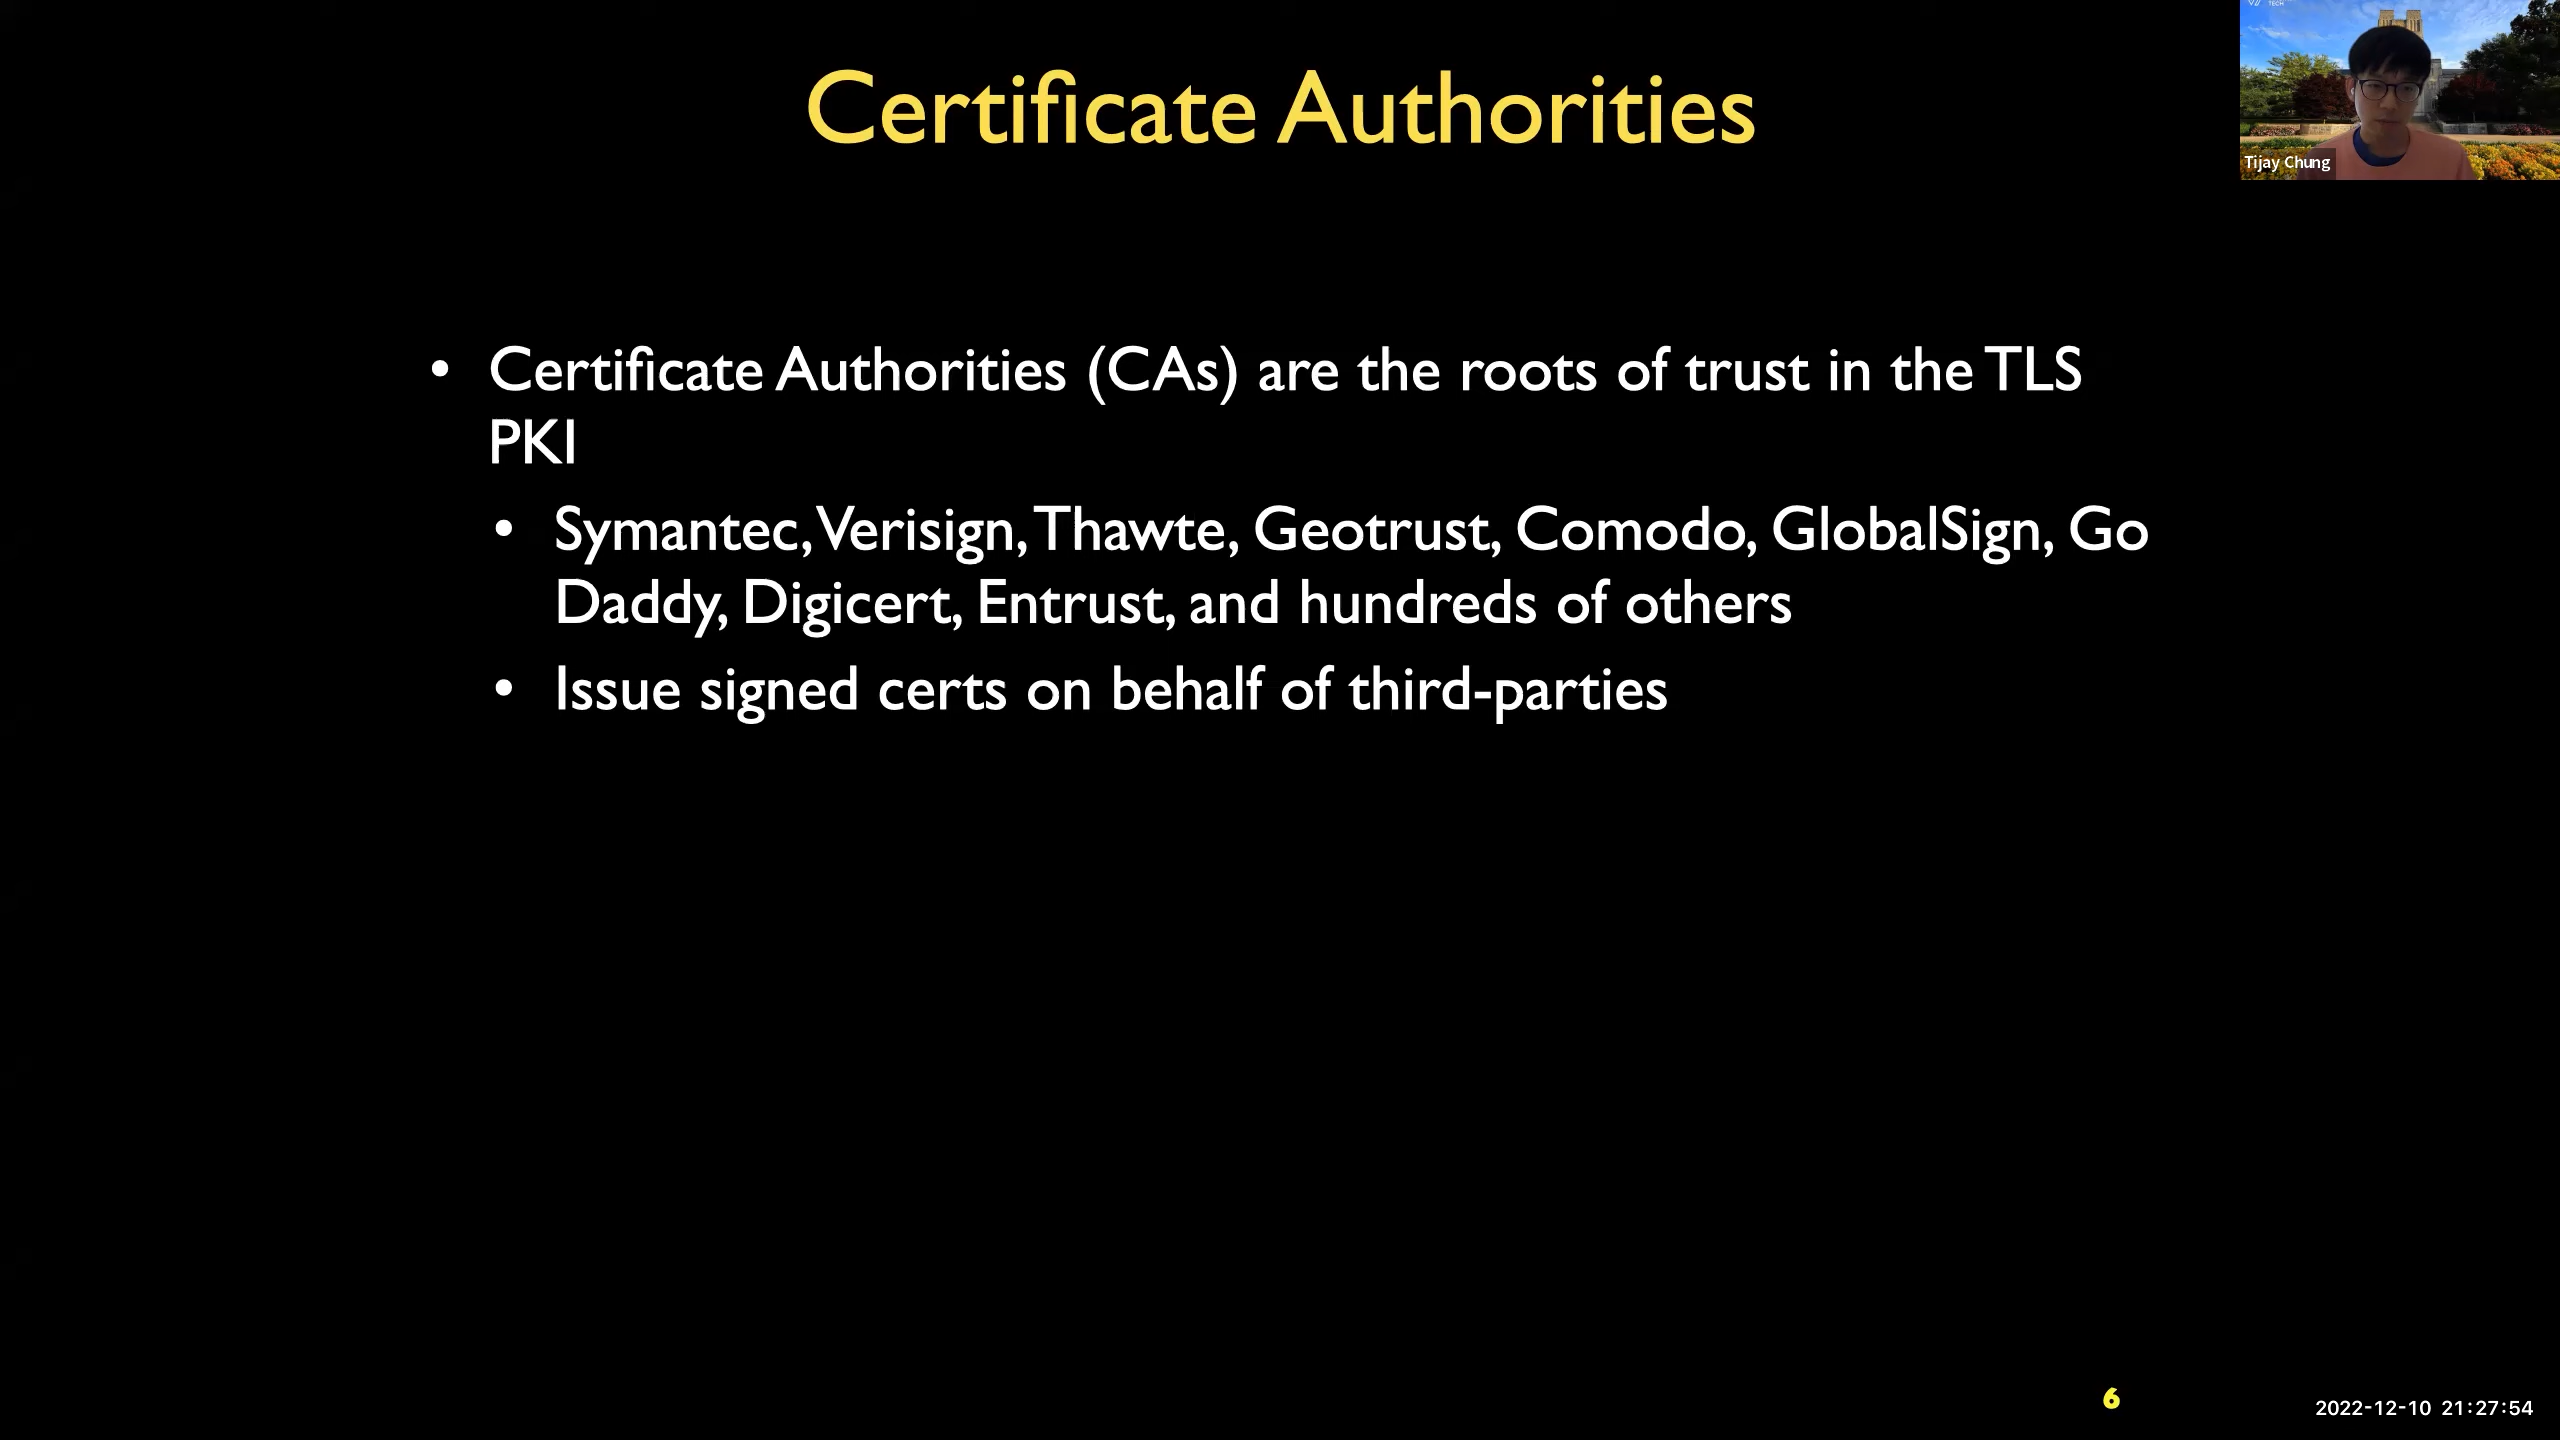 Certificate Authorities
TECH
Tijay Chung
• Certificate Authorities (CAs) are the roots of trust in the TLS
PKI
• Symantec, Verisign, Thawte, Geotrust, Comodo, GlobalSign, Go
Daddy, Digicert, Entrust, and hundreds of others
• Issue signed certs on behalf of third-parties
6
2022-12-10 21:27:54